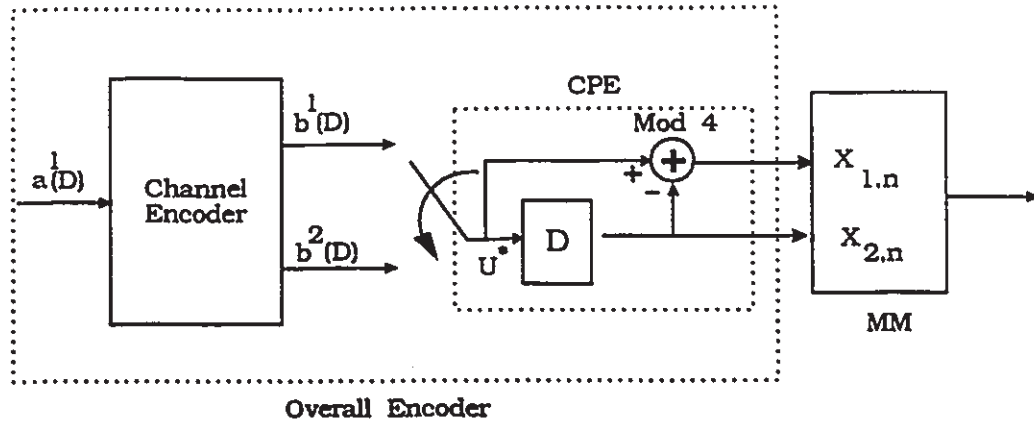 CPE
Mod 4
b¹(D)
a¹(D)
Channel
Encoder
+
+
−
X₁,ₙ
b²(D)
U*
D
X₂,ₙ
MM
Overall Encoder